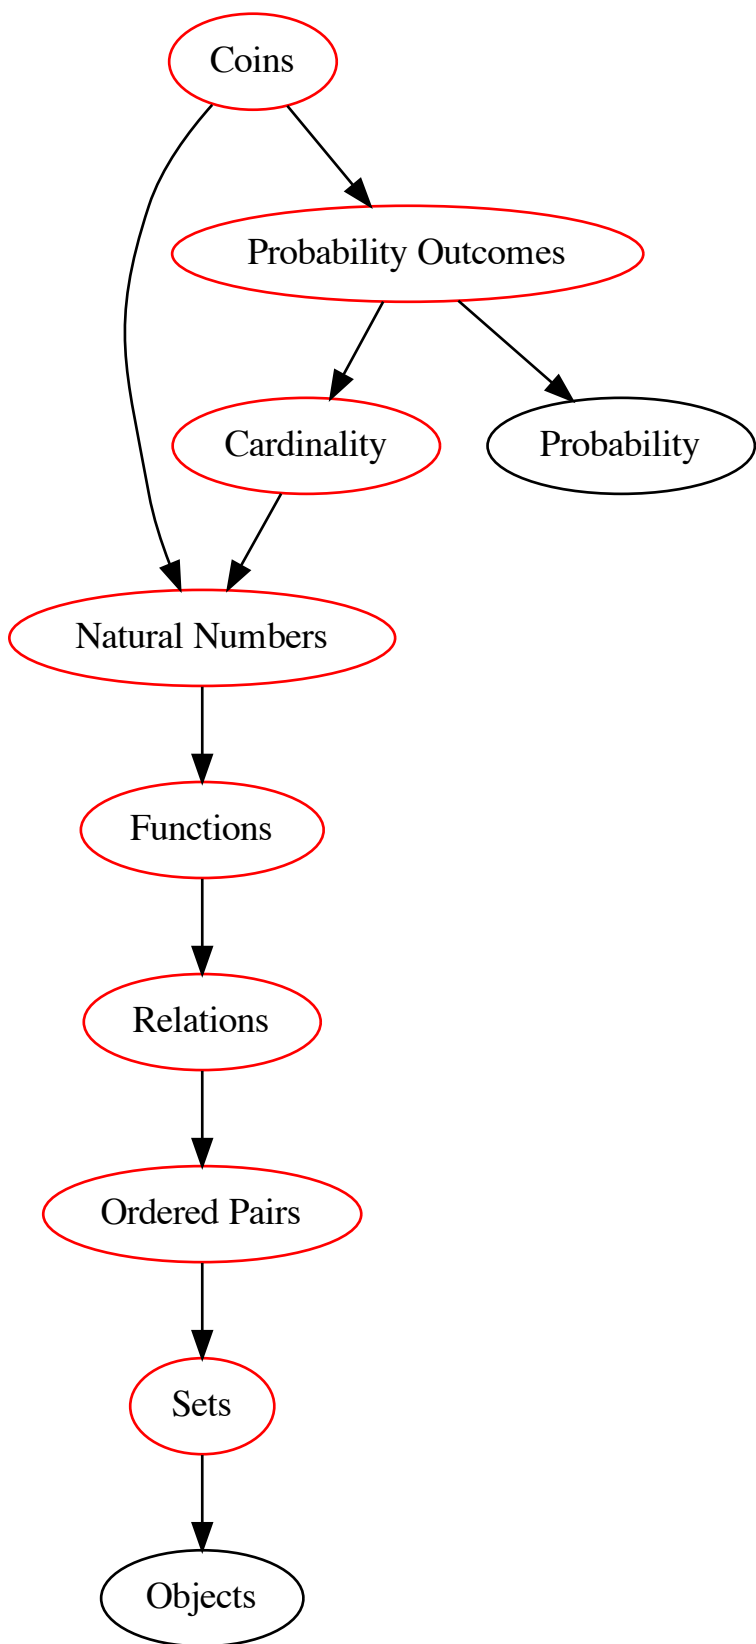 Coins
Probability Outcomes
Cardinality
Probability
Natural Numbers
Functions
Relations
Ordered Pairs
Sets
Objects